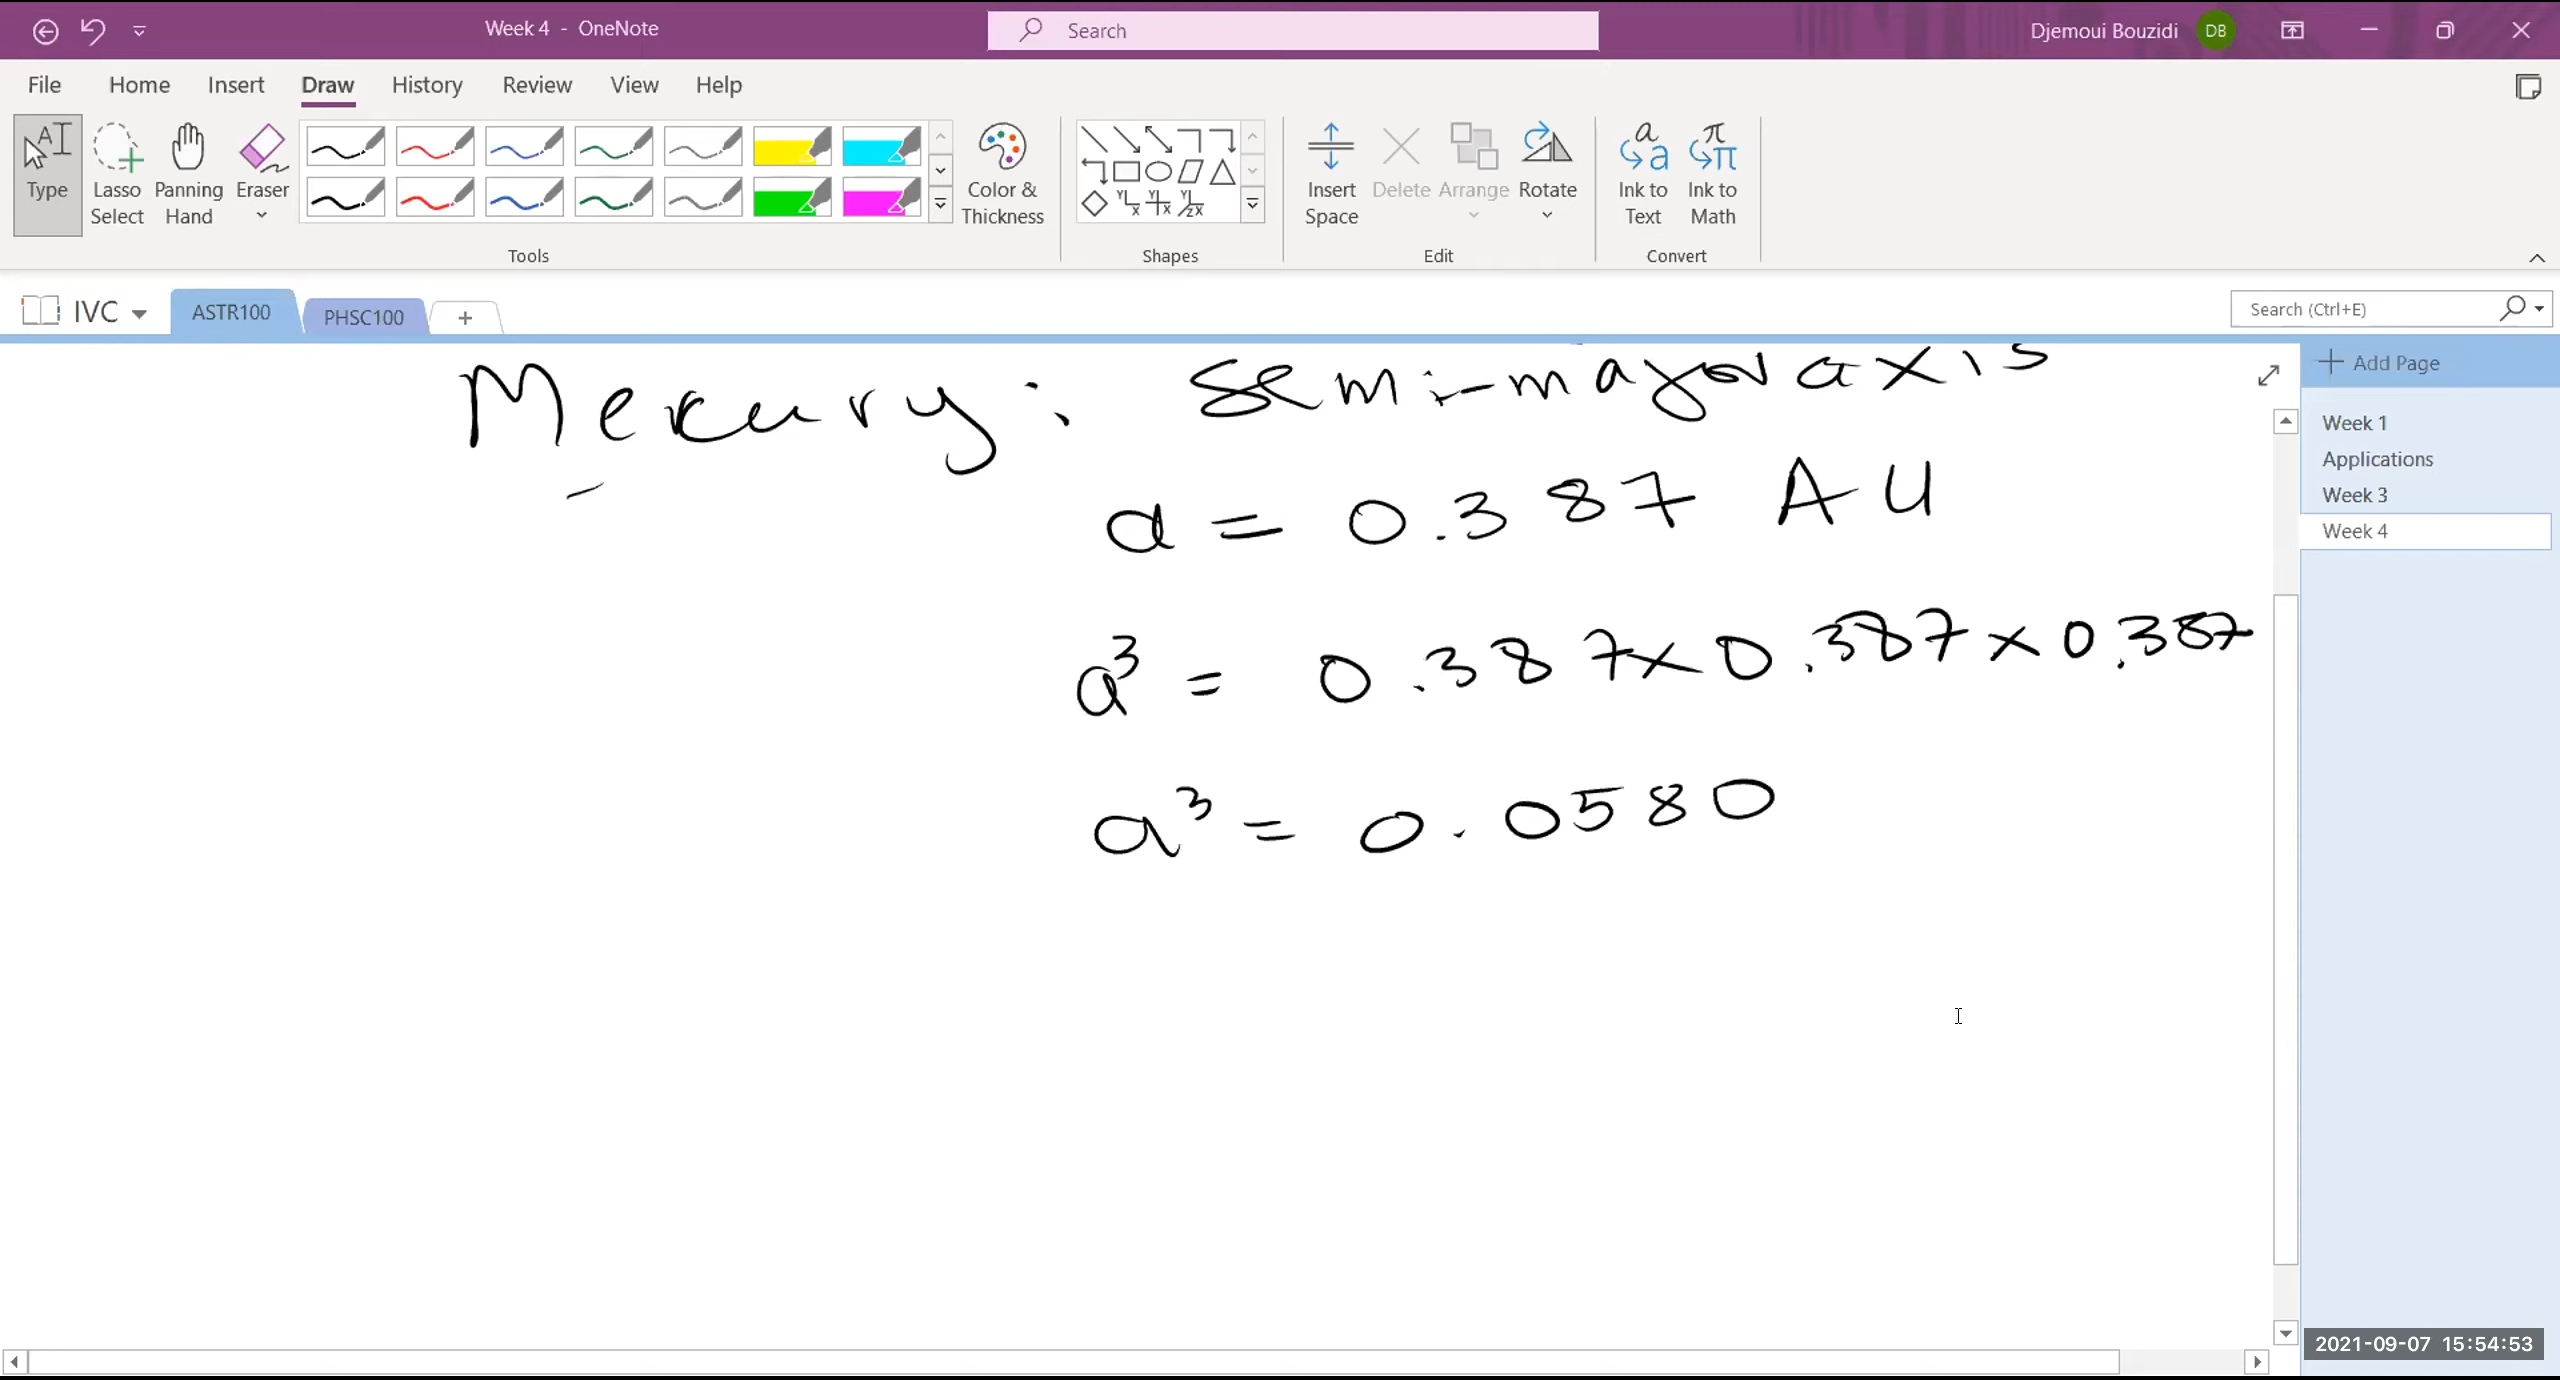 Week 4 - OneNote
Search
Djemoui Bouzidi DB
File Home Insert Draw History Review View Help
Type
Lasso Select
Panning Hand
Eraser
Color & Thickness
Insert Space
Delete
Arrange
Rotate
Ink to Text
Ink to Math
Tools Shapes Edit Convert
IVC ASTR100 PHSC100 +
Search (Ctrl+E)
Add Page
Week 1
Applications
Week 3
Week 4
Mercury: Semi-major axis
a = 0.387 AU
a³ = 0.387×0.387×0.387
a³ = 0.0580
2021-09-07 15:54:53